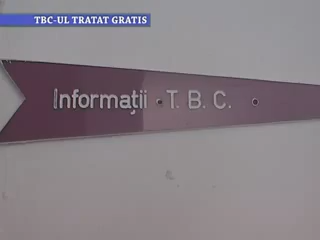 TBC-UL TRATAT GRATIS
Informaţii · T. B. C.